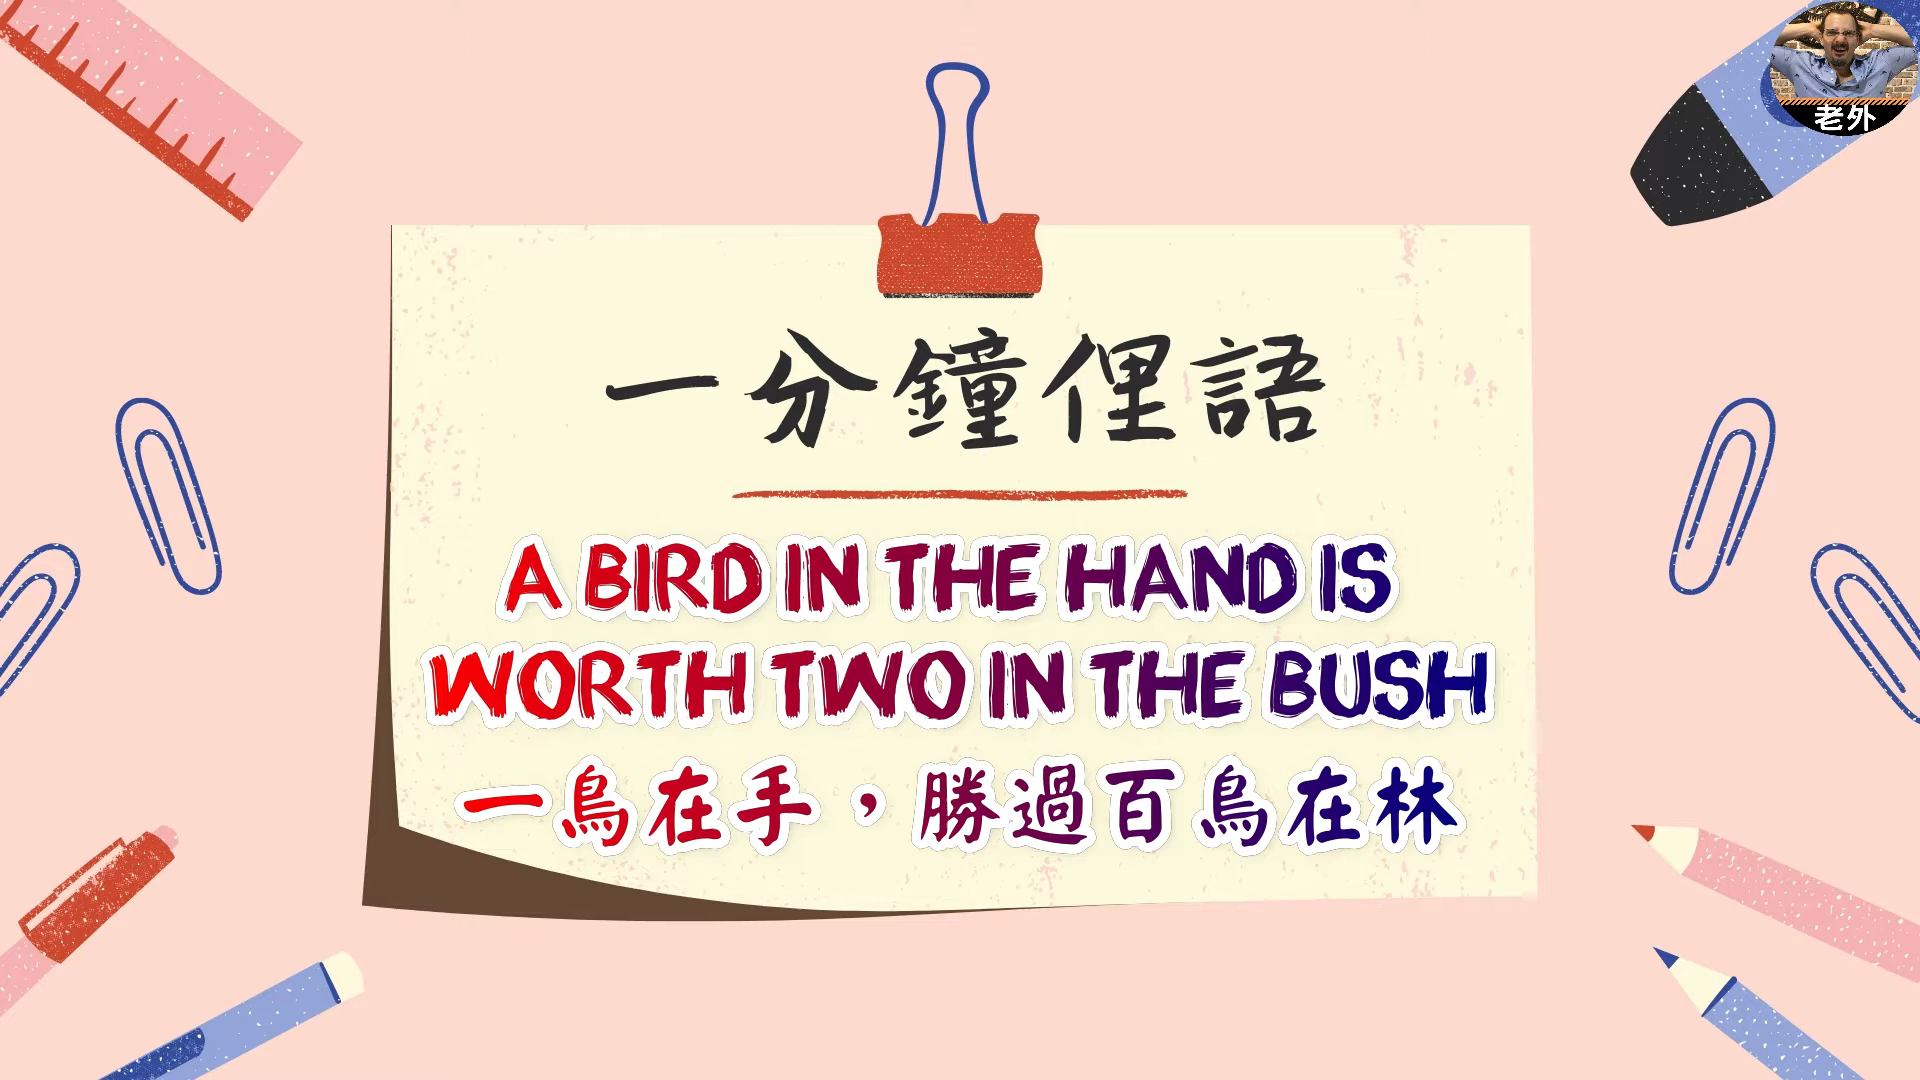 老外
一分鐘俚語
A BIRD IN THE HAND IS
WORTH TWO IN THE BUSH
一鳥在手，勝過百鳥在林